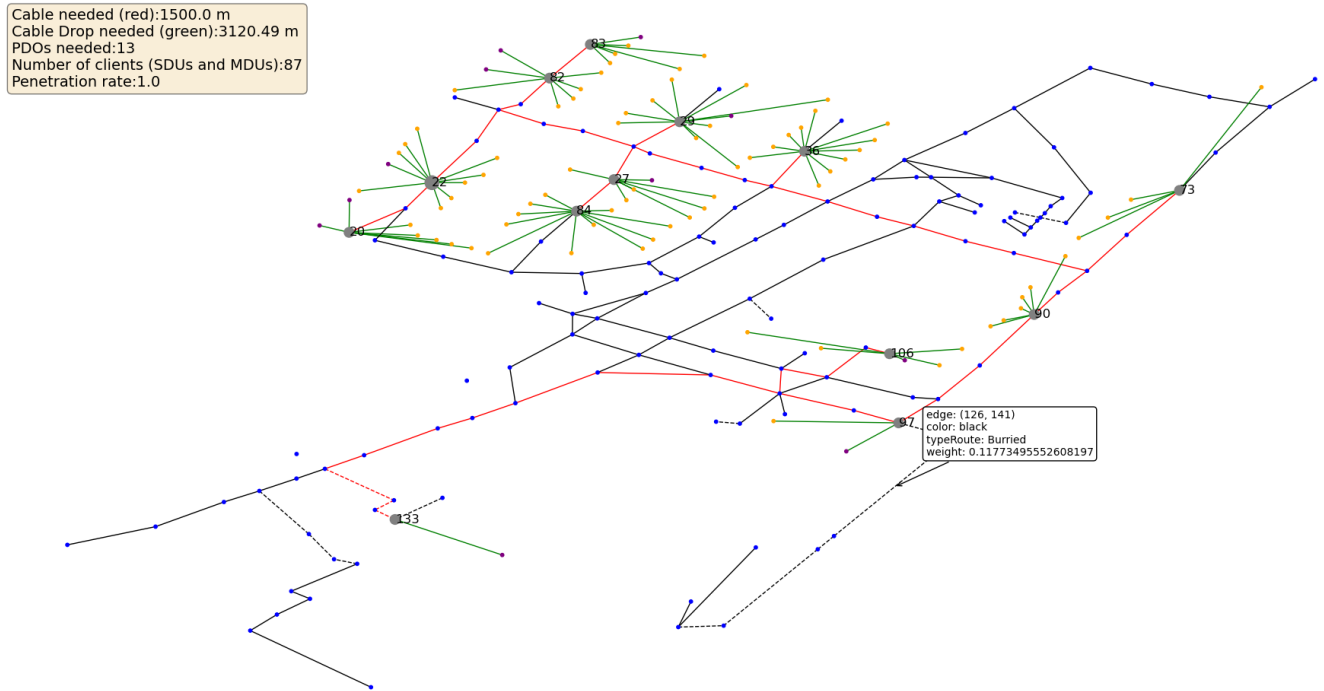 Cable needed (red):1500.0 m
Cable Drop needed (green):3120.49 m
PDOs needed:13
Number of clients (SDUs and MDUs):87
Penetration rate:1.0
83
82
29
36
22
27
73
84
20
90
106
97
edge: (126, 141)
color: black
typeRoute: Burried
weight: 0.11773495552608197
133